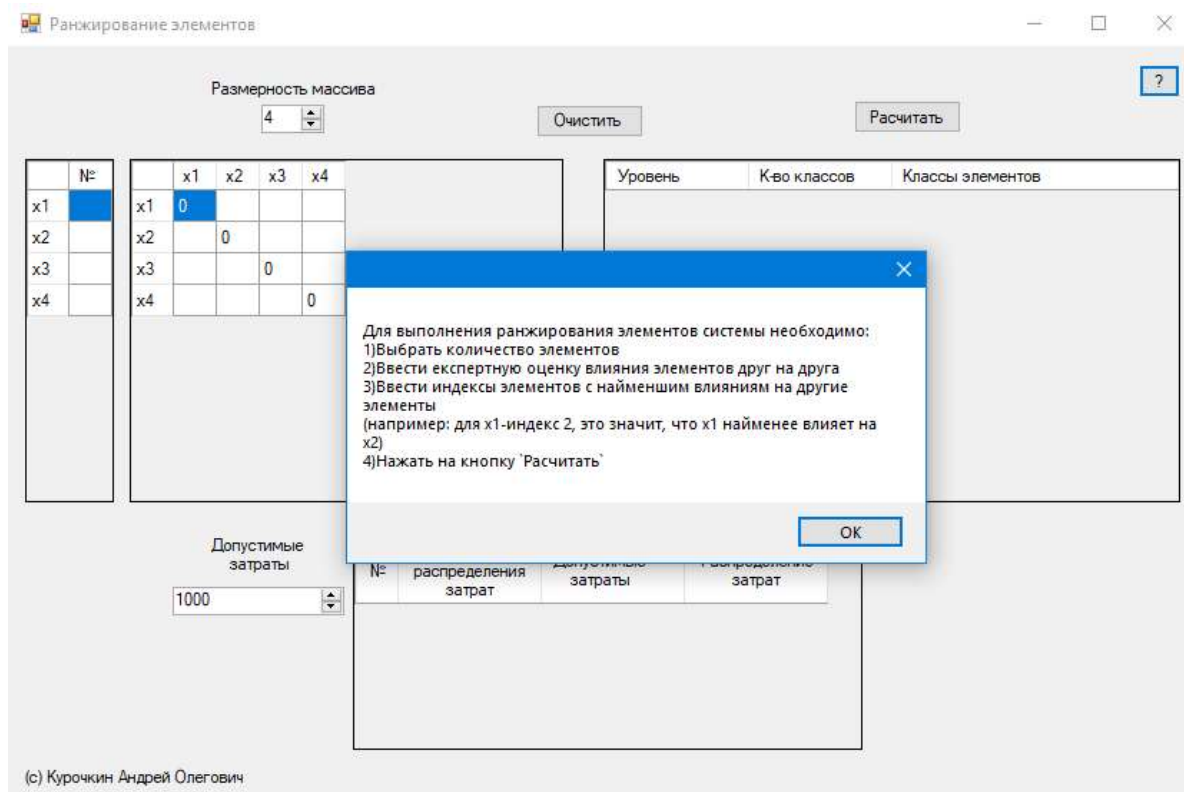 Ранжирование элементов
?
Размерность массива
4
Очистить
Расчитать
№
x1
x2
x3
x4
x1 x2 x3 x4
x1 0
x2 0
x3 0
x4 0
Уровень К-во классов Классы элементов
Для выполнения ранжирования элементов системы необходимо:
1)Выбрать количество элементов
2)Ввести експертную оценку влияния элементов друг на друга
3)Ввести индексы элементов с найменшим влияниям на другие
элементы
(например: для x1-индекс 2, это значит, что x1 найменее влияет на
x2)
4)Нажать на кнопку `Расчитать`
OK
Допустимые
затраты
1000
№
распределения
затрат
Допустимые
затраты
Распределение
затрат
(c) Курочкин Андрей Олегович